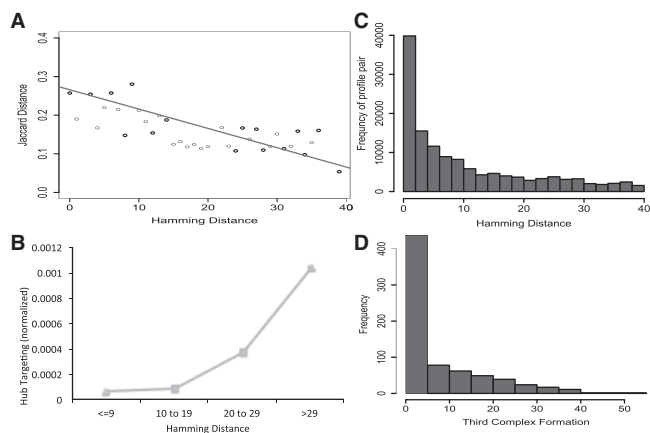 A
Jaccard Distance
0.4
0.3
0.2
0.1
0.0
0 10 20 30 40
Hamming Distance
B
Hub Targeting (normalized)
0.0012
0.001
0.0008
0.0006
0.0004
0.0002
0
<=9 10 to 19 20 to 29 >29
Hamming Distance
C
Frequncy of profile pair
40000
30000
20000
10000
0
0 10 20 30 40
Hamming Distance
D
Frequency
400
300
200
100
0
0 10 20 30 40 50
Third Complex Formation